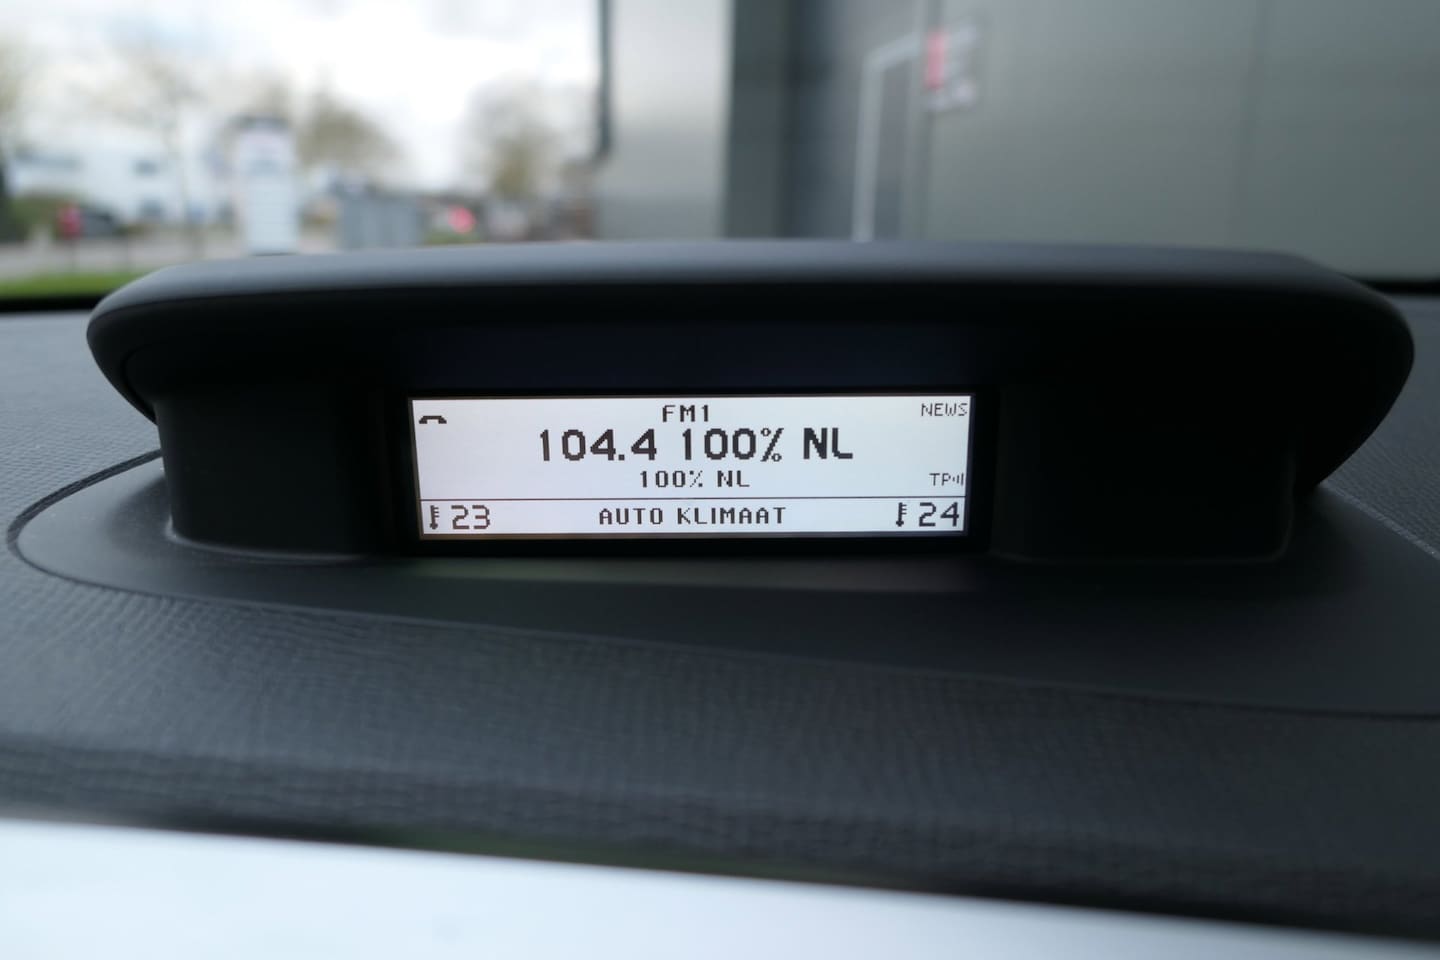 FM1
NEWS
104.4 100% NL
100% NL
TP
23 AUTO KLIMAAT 24